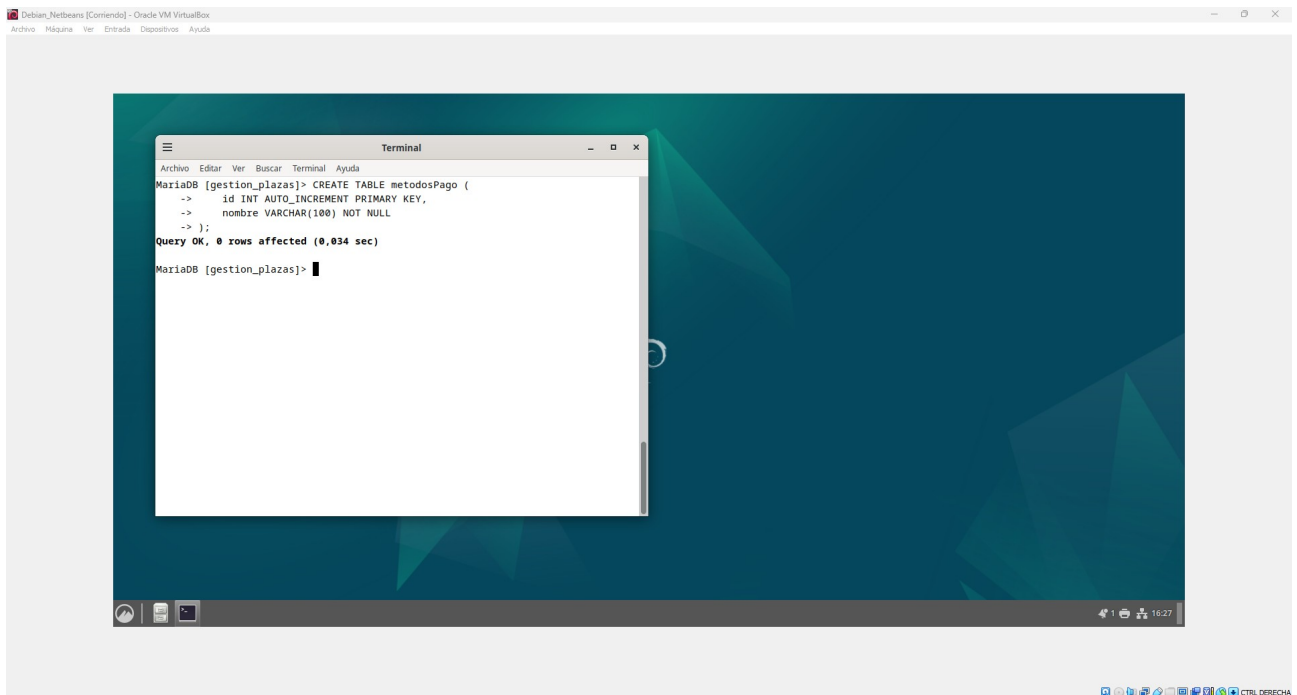 Debian_Netbeans [Corriendo] - Oracle VM VirtualBox
Archivo Máquina Ver Entrada Dispositivos Ayuda
Terminal
Archivo Editar Ver Buscar Terminal Ayuda
MariaDB [gestion_plazas]> CREATE TABLE metodosPago (
    ->     id INT AUTO_INCREMENT PRIMARY KEY,
    ->     nombre VARCHAR(100) NOT NULL
    -> );
Query OK, 0 rows affected (0,034 sec)
MariaDB [gestion_plazas]>
1 16:27
CTRL DERECHA